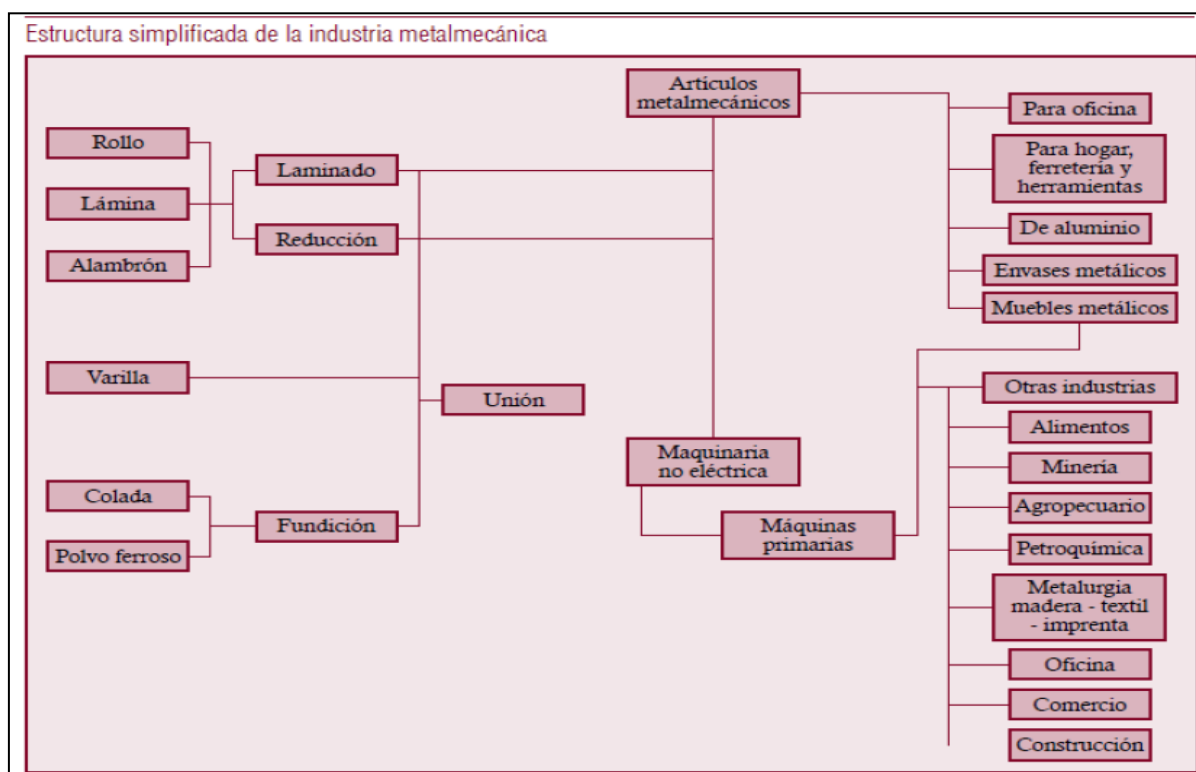 Estructura simplificada de la industria metalmecánica
Rollo
Lámina
Alambrón
Varilla
Colada
Polvo ferroso
Laminado
Reducción
Fundición
Unión
Artículos
metalmecánicos
Maquinaria
no eléctrica
Máquinas
primarias
Para oficina
Para hogar,
ferretería y
herramientas
De aluminio
Envases metálicos
Muebles metálicos
Otras industrias
Alimentos
Minería
Agropecuario
Petroquímica
Metalurgia
madera - textil
- imprenta
Oficina
Comercio
Construcción